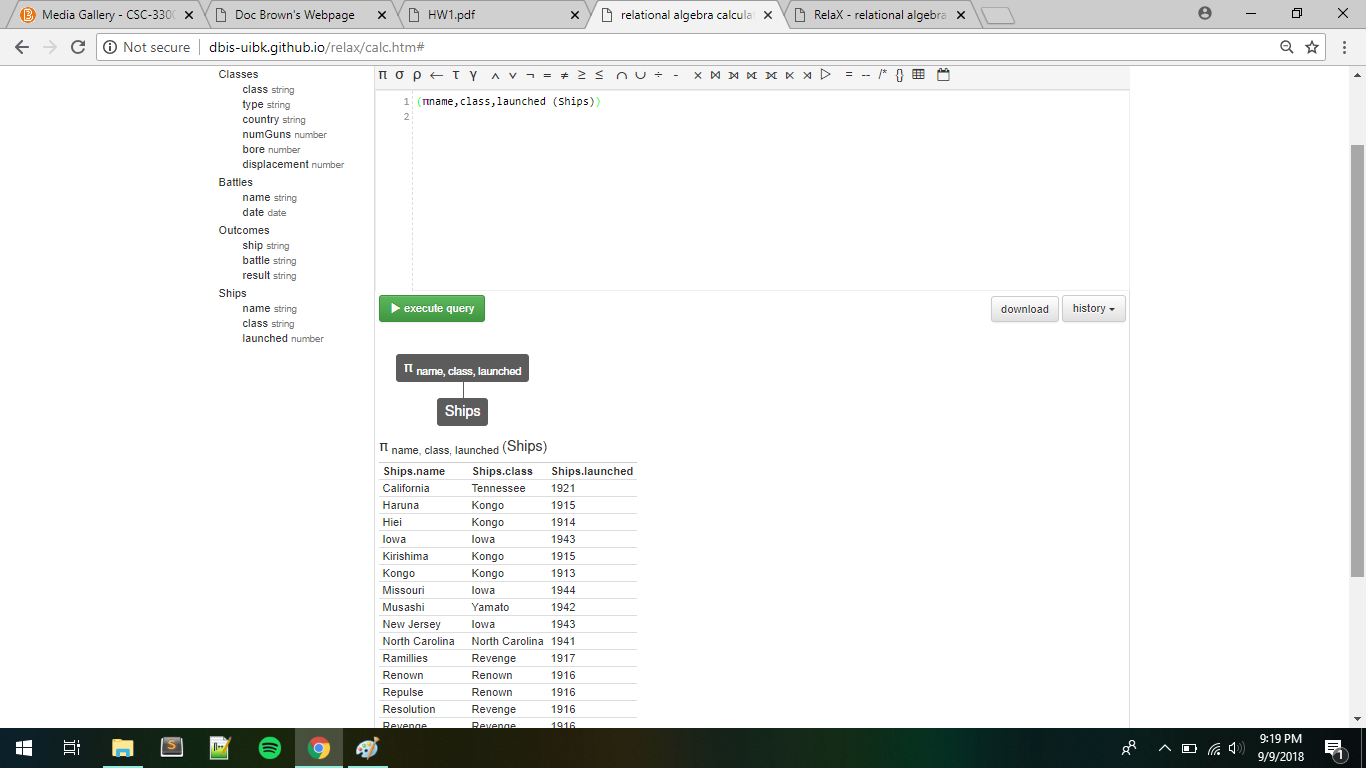 Media Gallery - CSC-330
Doc Brown's Webpage
HW1.pdf
relational algebra calcula
RelaX - relational algebra
Not secure dbis-uibk.github.io/relax/calc.htm#
π σ ρ ← τ γ ∧ ∨ ¬ = ≠ ≥ ≤ ∩ ∪ ÷ - ⨯ ⨝ ⟕ ⟖ ⟗ ⋉ ⋊ ▷ = -- /* {}
Classes
class string
type string
country string
numGuns number
bore number
displacement number
Battles
name string
date date
Outcomes
ship string
battle string
result string
Ships
name string
class string
launched number
1 (πname,class,launched (Ships))
2
execute query
download
history
π name, class, launched
Ships
π name, class, launched (Ships)
Ships.name Ships.class Ships.launched
California Tennessee 1921
Haruna Kongo 1915
Hiei Kongo 1914
Iowa Iowa 1943
Kirishima Kongo 1915
Kongo Kongo 1913
Missouri Iowa 1944
Musashi Yamato 1942
New Jersey Iowa 1943
North Carolina North Carolina 1941
Ramillies Revenge 1917
Renown Renown 1916
Repulse Renown 1916
Resolution Revenge 1916
Revenge Revenge 1916
9:19 PM
9/9/2018
1